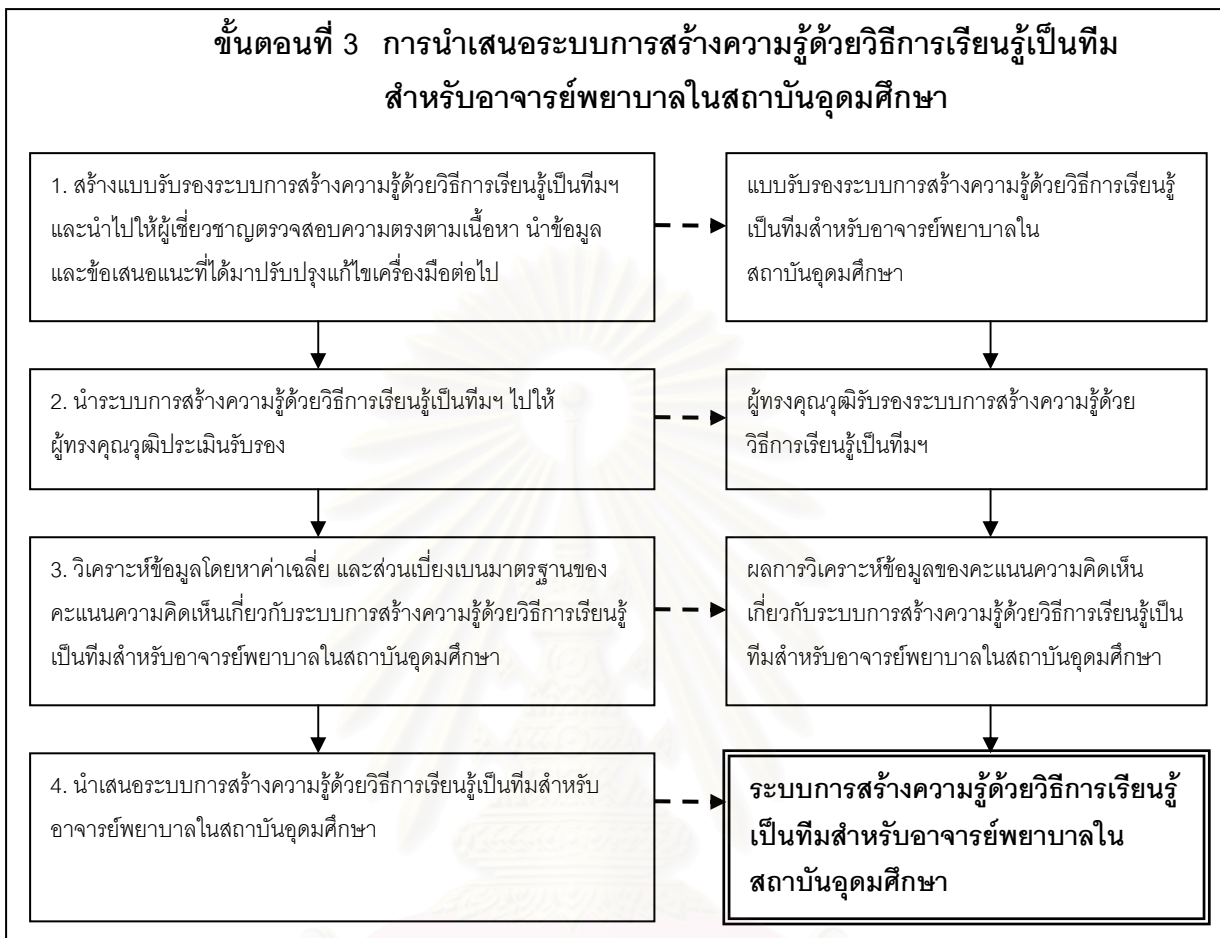 ขั้นตอนที่ 3 การนำเสนอระบบการสร้างความรู้ด้วยวิธีการเรียนรู้เป็นทีม
สำหรับอาจารย์พยาบาลในสถาบันอุดมศึกษา
1. สร้างแบบรับรองระบบการสร้างความรู้ด้วยวิธีการเรียนรู้เป็นทีมฯ
และนำไปให้ผู้เชี่ยวชาญตรวจสอบความตรงตามเนื้อหา นำข้อมูล
และข้อเสนอแนะที่ได้มาปรับปรุงแก้ไขเครื่องมือต่อไป
แบบรับรองระบบการสร้างความรู้ด้วยวิธีการเรียนรู้
เป็นทีมสำหรับอาจารย์พยาบาลใน
สถาบันอุดมศึกษา
2. นำระบบการสร้างความรู้ด้วยวิธีการเรียนรู้เป็นทีมฯ ไปให้
ผู้ทรงคุณวุฒิประเมินรับรอง
ผู้ทรงคุณวุฒิรับรองระบบการสร้างความรู้ด้วย
วิธีการเรียนรู้เป็นทีมฯ
3. วิเคราะห์ข้อมูลโดยหาค่าเฉลี่ย และส่วนเบี่ยงเบนมาตรฐานของ
คะแนนความคิดเห็นเกี่ยวกับระบบการสร้างความรู้ด้วยวิธีการเรียนรู้
เป็นทีมสำหรับอาจารย์พยาบาลในสถาบันอุดมศึกษา
ผลการวิเคราะห์ข้อมูลของคะแนนความคิดเห็น
เกี่ยวกับระบบการสร้างความรู้ด้วยวิธีการเรียนรู้เป็น
ทีมสำหรับอาจารย์พยาบาลในสถาบันอุดมศึกษา
4. นำเสนอระบบการสร้างความรู้ด้วยวิธีการเรียนรู้เป็นทีมสำหรับ
อาจารย์พยาบาลในสถาบันอุดมศึกษา
ระบบการสร้างความรู้ด้วยวิธีการเรียนรู้
เป็นทีมสำหรับอาจารย์พยาบาลใน
สถาบันอุดมศึกษา